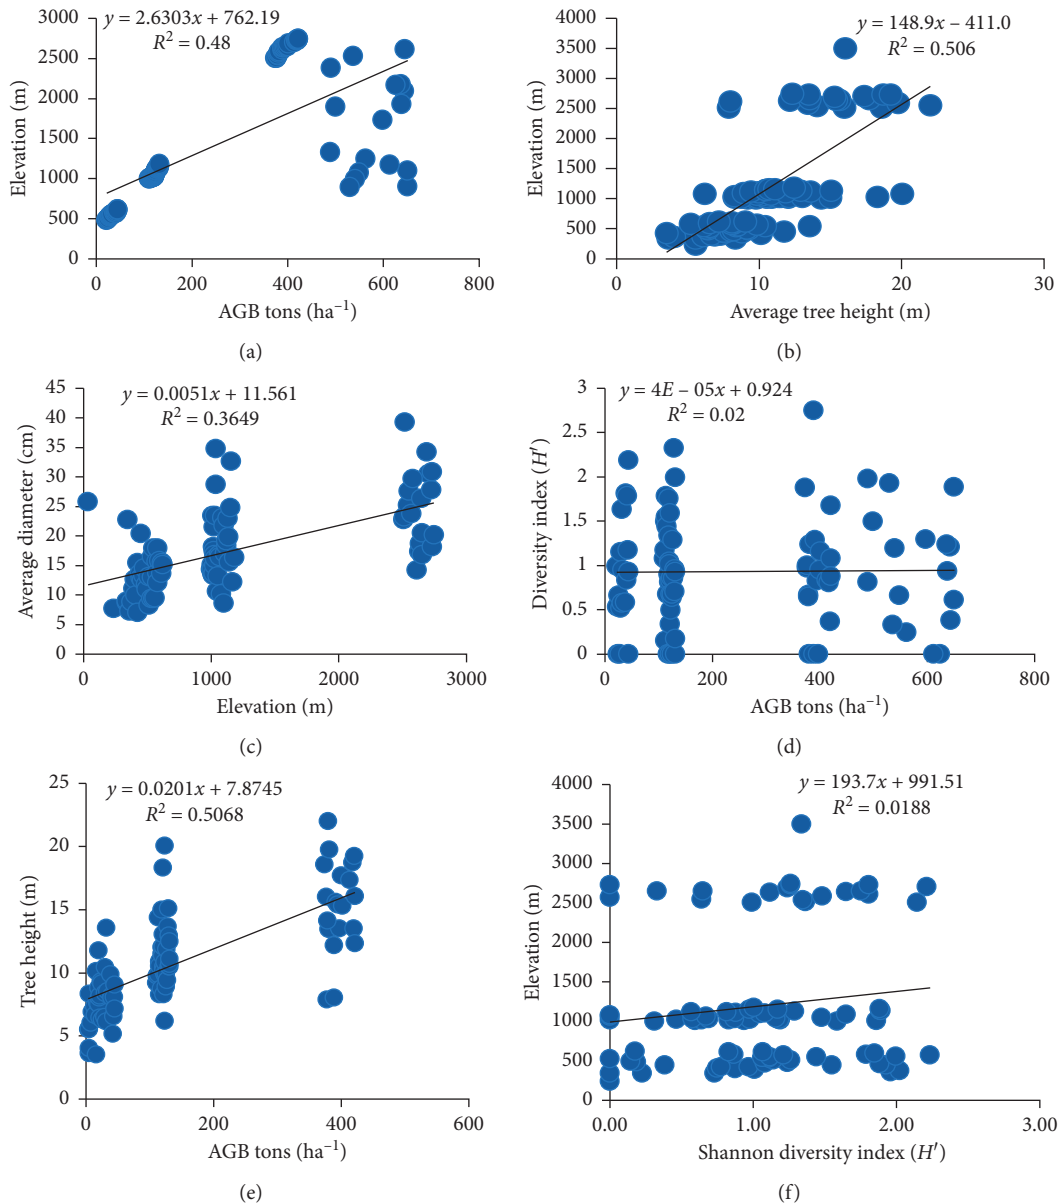 y = 2.6303x + 762.19
R² = 0.48
3000
2500
2000
1500
1000
500
0
0 200 400 600 800
Elevation (m)
AGB tons (ha⁻¹)
(a)
y = 148.9x – 411.0
R² = 0.506
4000
3500
3000
2500
2000
1500
1000
500
0
0 10 20 30
Elevation (m)
Average tree height (m)
(b)
y = 0.0051x + 11.561
R² = 0.3649
45
40
35
30
25
20
15
10
5
0
0 1000 2000 3000
Average diameter (cm)
Elevation (m)
(c)
y = 4E – 05x + 0.924
R² = 0.02
3
2.5
2
1.5
1
0.5
0
0 200 400 600 800
Diversity index (H′)
AGB tons (ha⁻¹)
(d)
y = 0.0201x + 7.8745
R² = 0.5068
25
20
15
10
5
0
0 200 400 600
Tree height (m)
AGB tons (ha⁻¹)
(e)
y = 193.7x + 991.51
R² = 0.0188
4000
3500
3000
2500
2000
1500
1000
500
0
0.00 1.00 2.00 3.00
Elevation (m)
Shannon diversity index (H′)
(f)